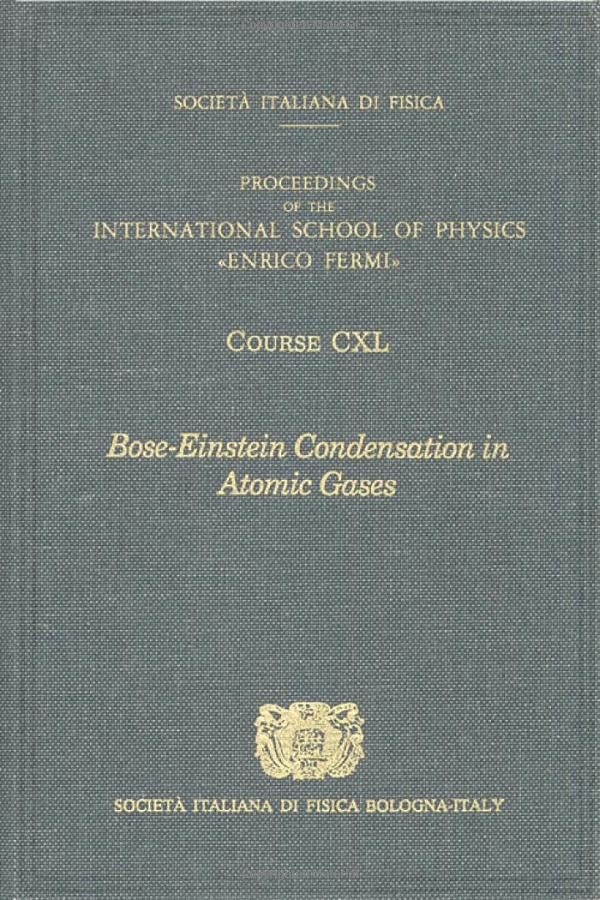 SOCIETÀ ITALIANA DI FISICA
PROCEEDINGS
OF THE
INTERNATIONAL SCHOOL OF PHYSICS
«ENRICO FERMI»
COURSE CXL
Bose-Einstein Condensation in
Atomic Gases
SOCIETÀ ITALIANA DI FISICA BOLOGNA-ITALY